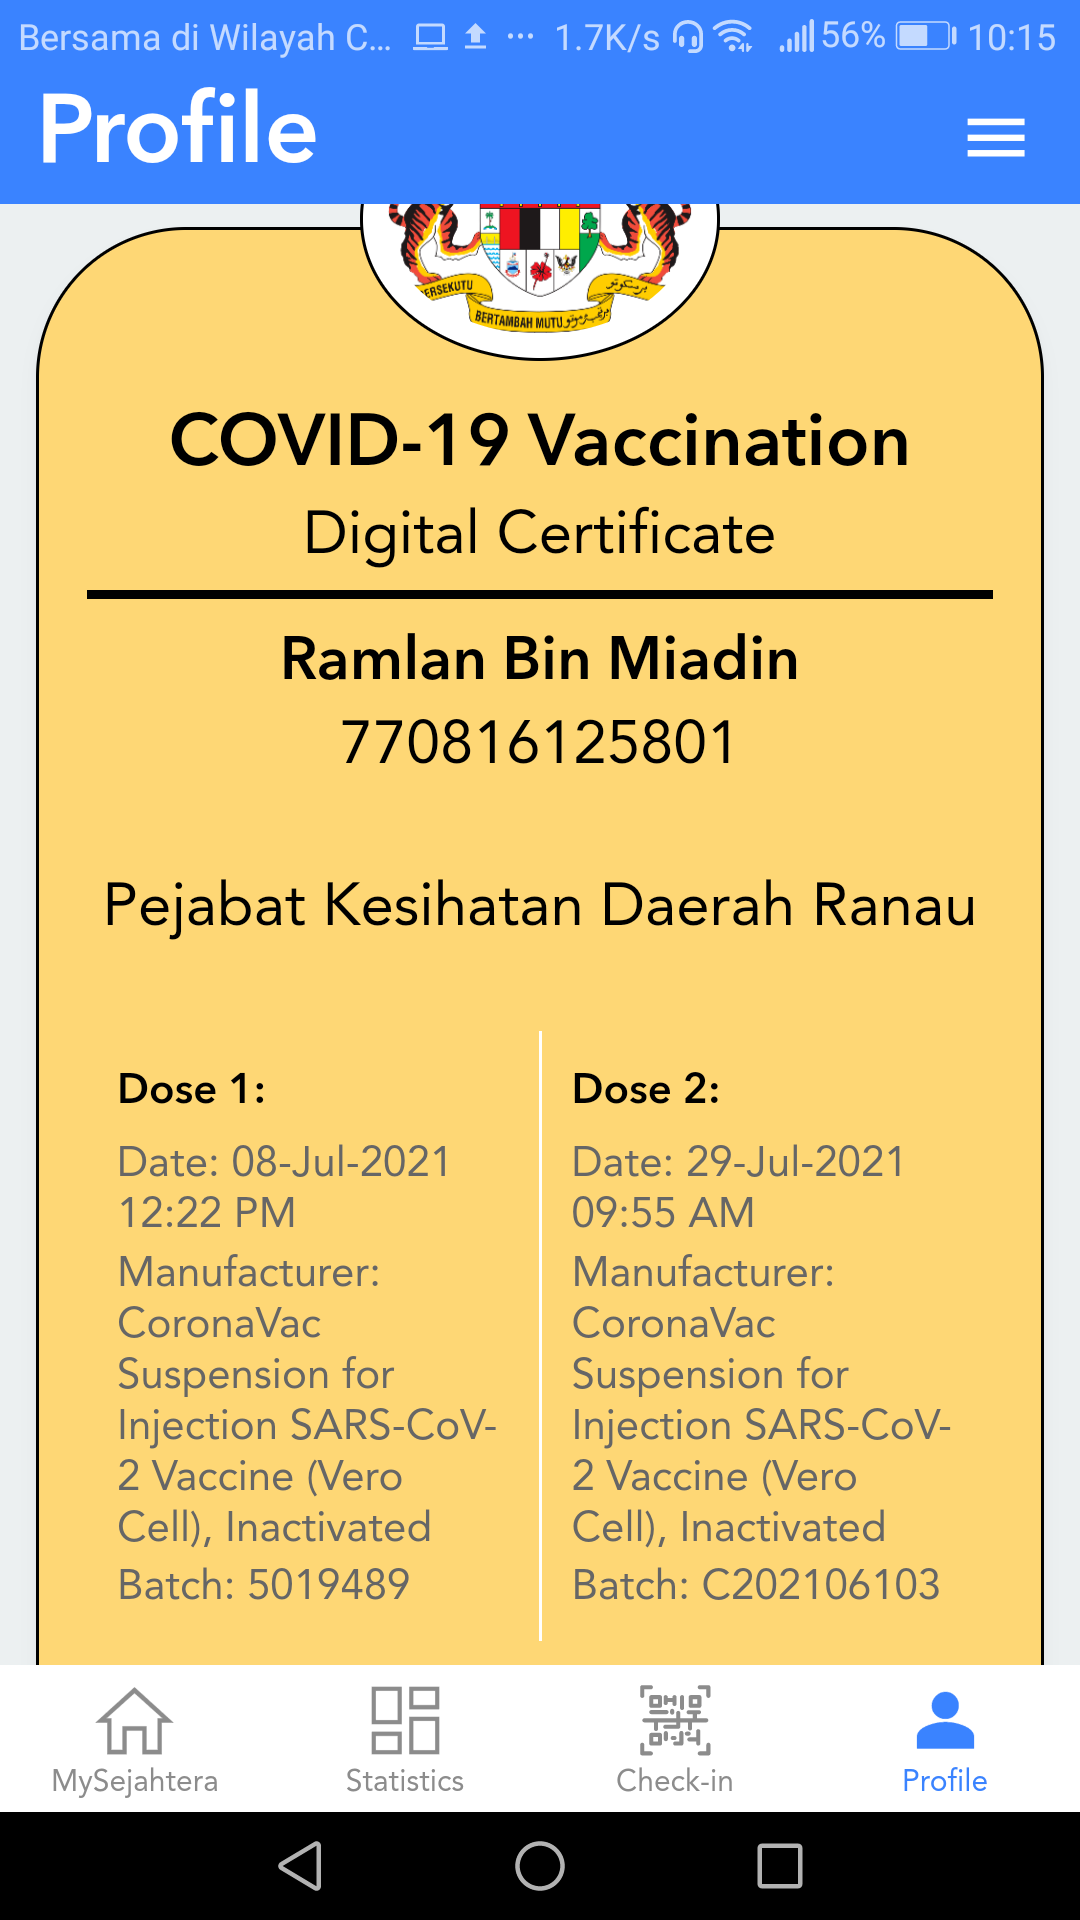 Bersama di Wilayah C... 1.7K/s 56% 10:15
Profile
ERSEKUTU برسكوتو
BERTAMBAH MUTU
COVID-19 Vaccination
Digital Certificate
Ramlan Bin Miadin
770816125801
Pejabat Kesihatan Daerah Ranau
Dose 1:
Date: 08-Jul-2021
12:22 PM
Manufacturer:
CoronaVac
Suspension for
Injection SARS-CoV-
2 Vaccine (Vero
Cell), Inactivated
Batch: 5019489
Dose 2:
Date: 29-Jul-2021
09:55 AM
Manufacturer:
CoronaVac
Suspension for
Injection SARS-CoV-
2 Vaccine (Vero
Cell), Inactivated
Batch: C202106103
MySejahtera Statistics Check-in Profile